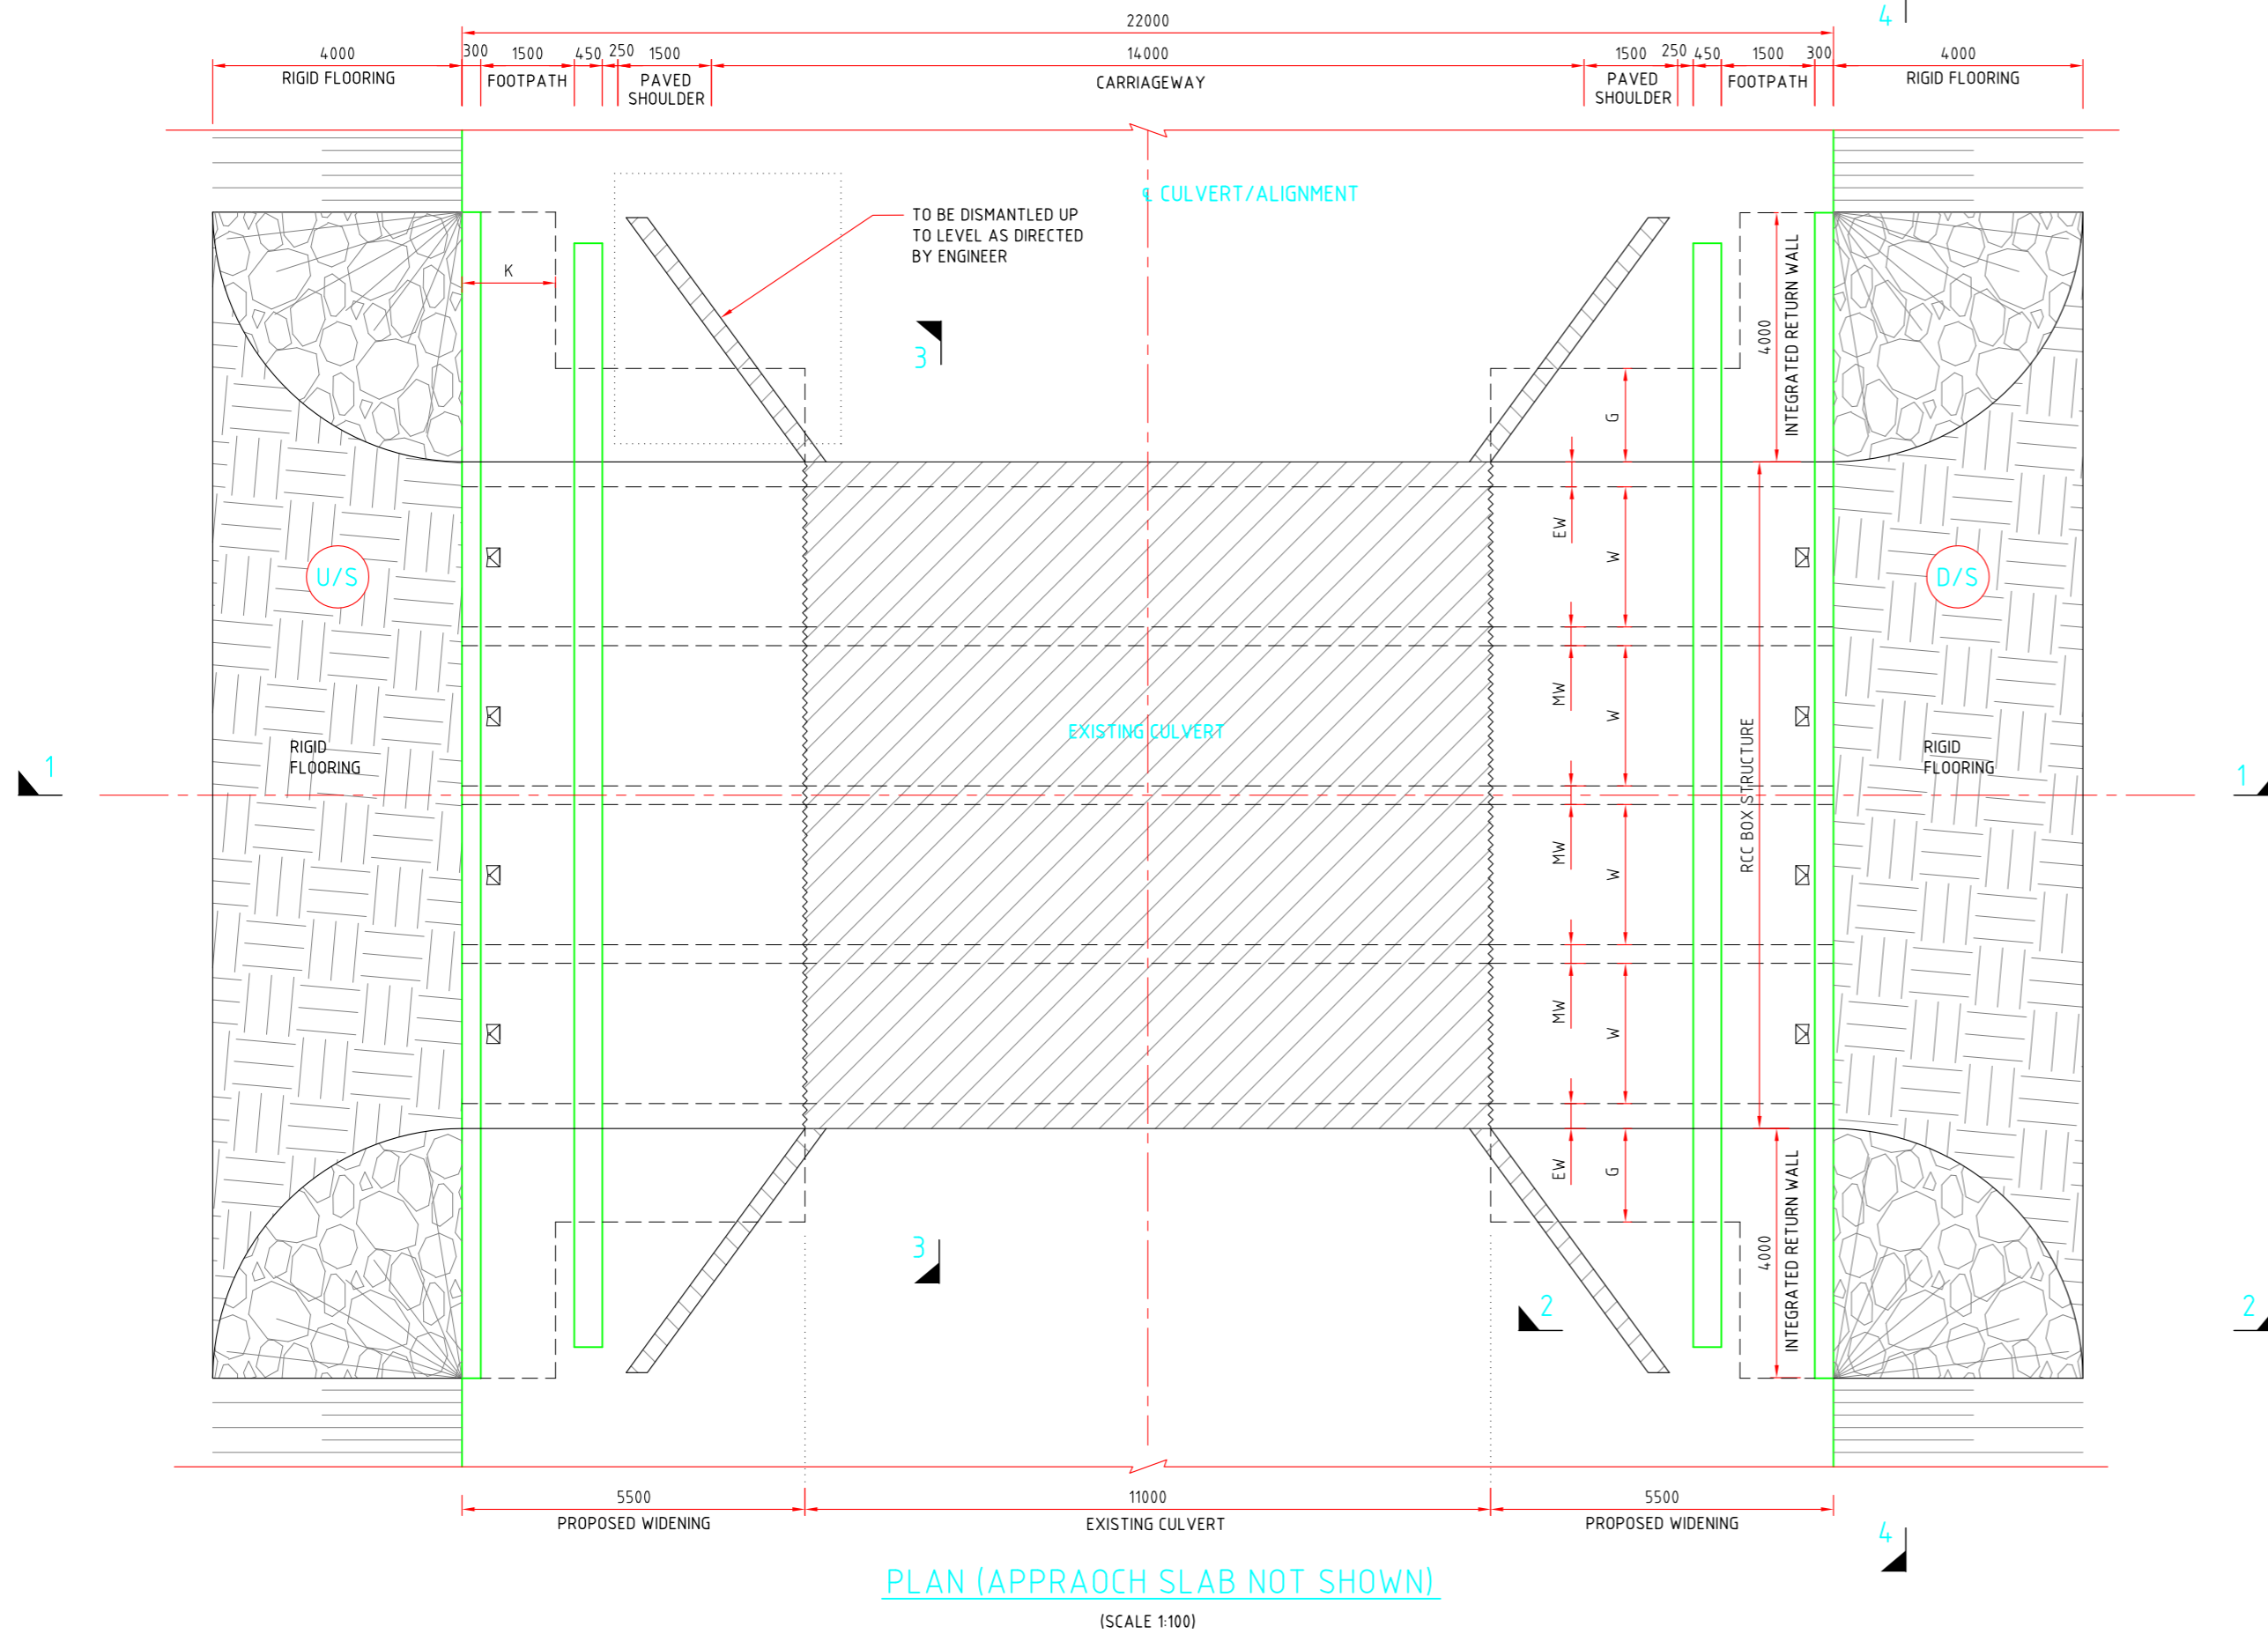 22000
4
4000
300
1500
450
250
1500
14000
1500
250
450
1500
300
4000
RIGID FLOORING
FOOTPATH
PAVED
SHOULDER
CARRIAGEWAY
PAVED
SHOULDER
FOOTPATH
RIGID FLOORING
℄ CULVERT/ALIGNMENT
TO BE DISMANTLED UP
TO LEVEL AS DIRECTED
BY ENGINEER
K
3
G
4000
INTEGRATED RETURN WALL
EW
W
U/S
D/S
MW
W
EXISTING CULVERT
RCC BOX STRUCTURE
RIGID
FLOORING
RIGID
FLOORING
1
1
MW
W
MW
W
EW
G
4000
INTEGRATED RETURN WALL
3
2
2
5500
11000
5500
PROPOSED WIDENING
EXISTING CULVERT
PROPOSED WIDENING
4
PLAN (APPRAOCH SLAB NOT SHOWN)
(SCALE 1:100)